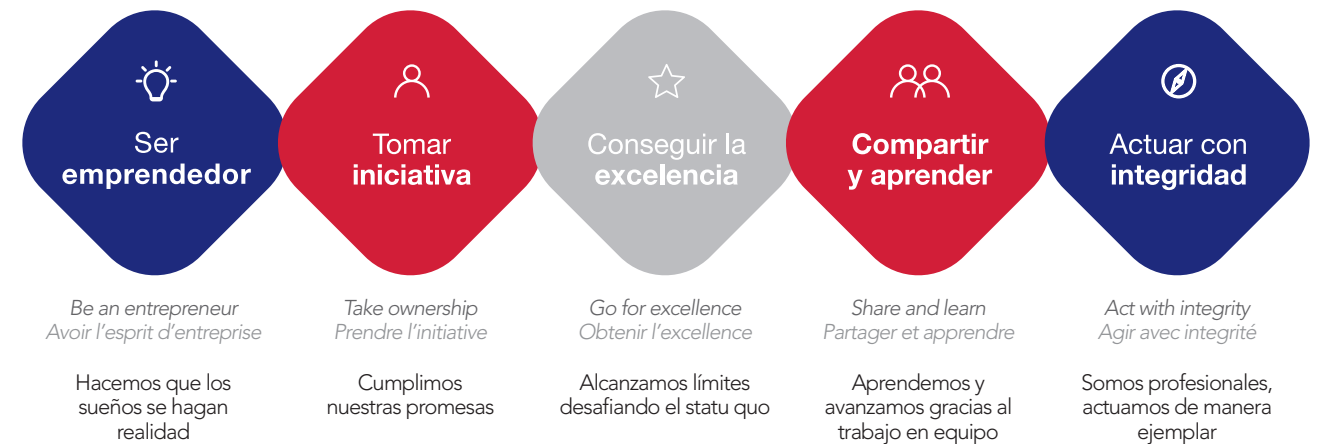 Ser
emprendedor
Tomar
iniciativa
Conseguir la
excelencia
Compartir
y aprender
Actuar con
integridad
Be an entrepreneur
Avoir l'esprit d'entreprise
Take ownership
Prendre l'initiative
Go for excellence
Obtenir l'excellence
Share and learn
Partager et apprendre
Act with integrity
Agir avec integrité
Hacemos que los
sueños se hagan
realidad
Cumplimos
nuestras promesas
Alcanzamos límites
desafiando el statu quo
Aprendemos y
avanzamos gracias al
trabajo en equipo
Somos profesionales,
actuamos de manera
ejemplar